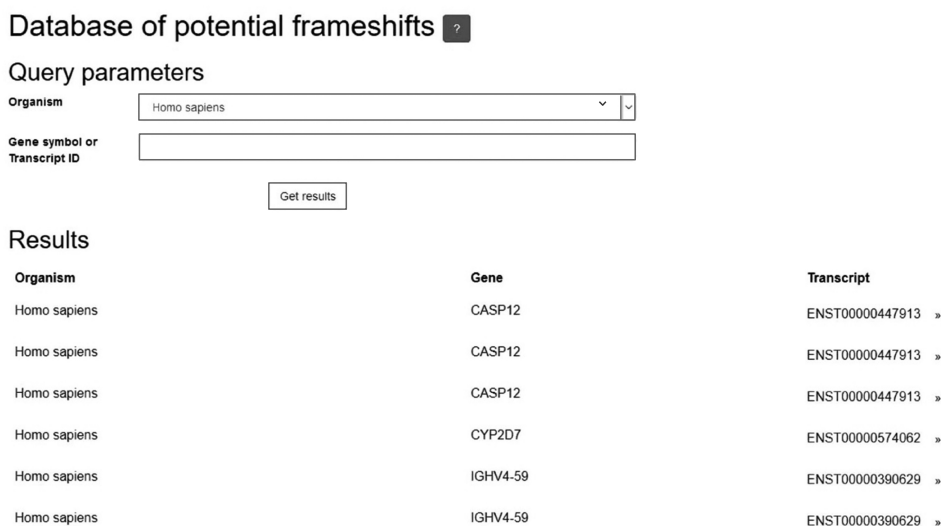 Database of potential frameshifts ?
Query parameters
Organism
Homo sapiens
Gene symbol or
Transcript ID
Get results
Results
Organism Gene Transcript
Homo sapiens CASP12 ENST00000447913 »
Homo sapiens CASP12 ENST00000447913 »
Homo sapiens CASP12 ENST00000447913 »
Homo sapiens CYP2D7 ENST00000574062 »
Homo sapiens IGHV4-59 ENST00000390629 »
Homo sapiens IGHV4-59 ENST00000390629 »